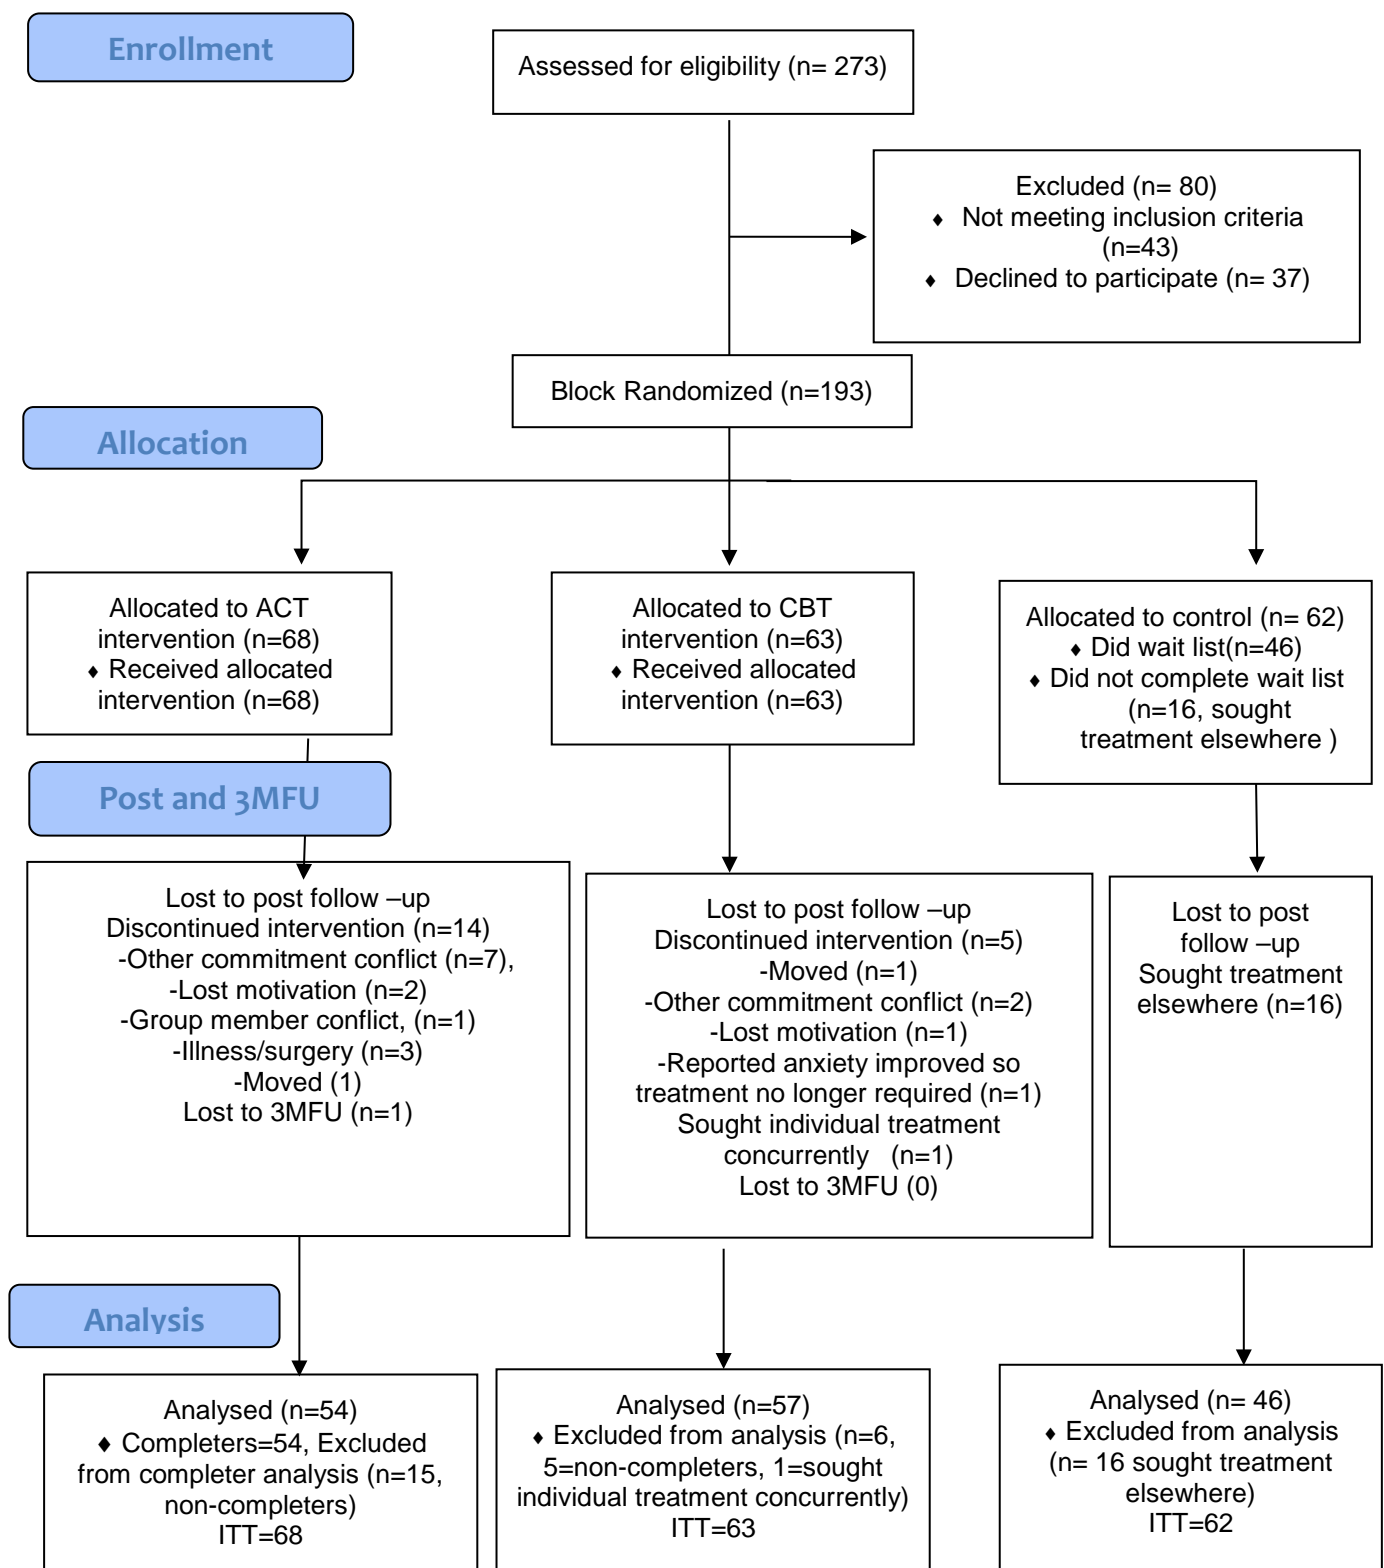 Enrollment
Assessed for eligibility (n= 273)
Excluded (n= 80)
♦ Not meeting inclusion criteria
(n=43)
♦ Declined to participate (n= 37)
Block Randomized (n=193)
Allocation
Allocated to ACT
intervention (n=68)
♦ Received allocated
intervention (n=68)
Allocated to CBT
intervention (n=63)
♦ Received allocated
intervention (n=63)
Allocated to control (n= 62)
♦ Did wait list(n=46)
♦ Did not complete wait list
(n=16, sought
treatment elsewhere )
Post and 3MFU
Lost to post follow –up
Discontinued intervention (n=14)
-Other commitment conflict (n=7),
-Lost motivation (n=2)
-Group member conflict, (n=1)
-Illness/surgery (n=3)
-Moved (1)
Lost to 3MFU (n=1)
Lost to post follow –up
Discontinued intervention (n=5)
-Moved (n=1)
-Other commitment conflict (n=2)
-Lost motivation (n=1)
-Reported anxiety improved so
treatment no longer required (n=1)
Sought individual treatment
concurrently (n=1)
Lost to 3MFU (0)
Lost to post
follow –up
Sought treatment
elsewhere (n=16)
Analysis
Analysed (n=54)
♦ Completers=54, Excluded
from completer analysis (n=15,
non-completers)
ITT=68
Analysed (n=57)
♦ Excluded from analysis (n=6,
5=non-completers, 1=sought
individual treatment concurrently)
ITT=63
Analysed (n= 46)
♦ Excluded from analysis
(n= 16 sought treatment
elsewhere)
ITT=62